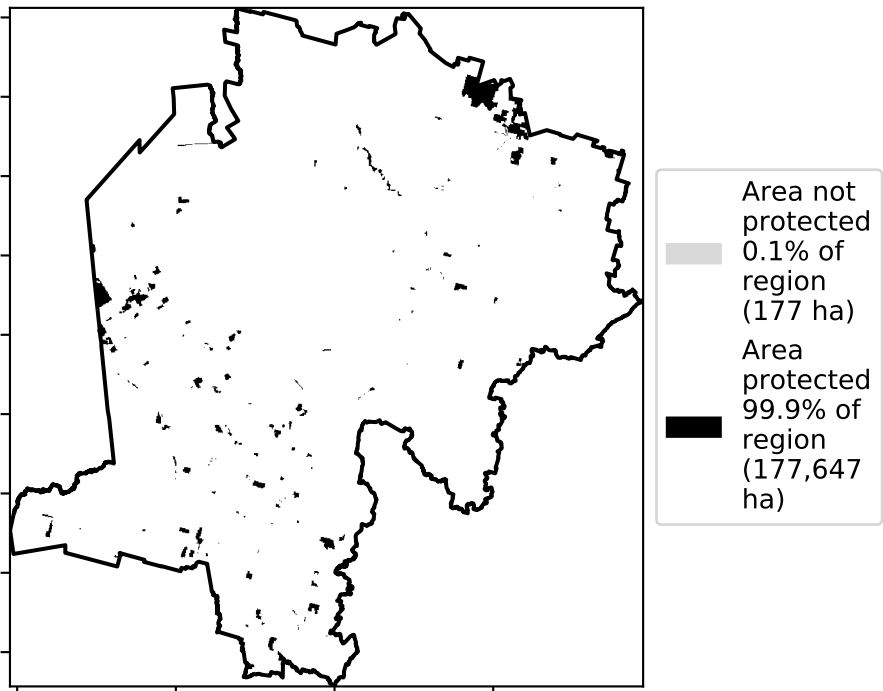 Area not
protected
0.1% of
region
(177 ha)
Area
protected
99.9% of
region
(177,647
ha)